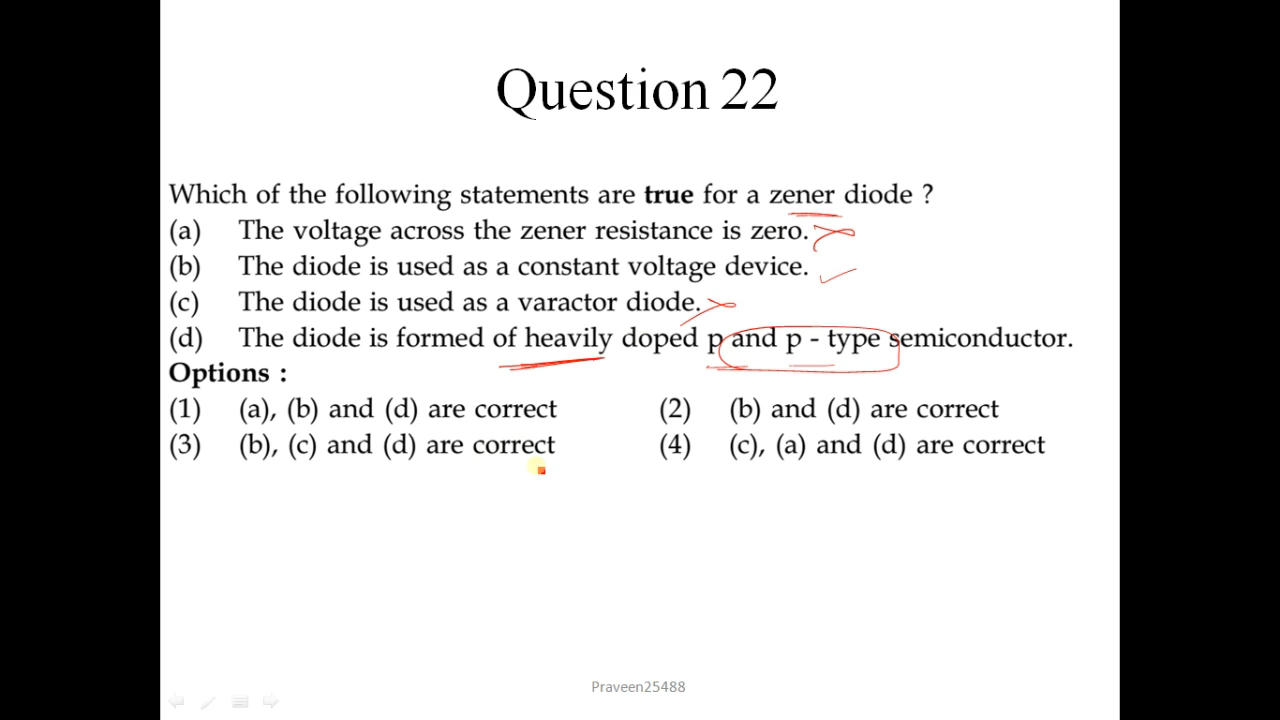 Question 22
Which of the following statements are true for a zener diode ?
(a) The voltage across the zener resistance is zero.
(b) The diode is used as a constant voltage device.
(c) The diode is used as a varactor diode.
(d) The diode is formed of heavily doped p and p - type semiconductor.
Options :
(1) (a), (b) and (d) are correct (2) (b) and (d) are correct
(3) (b), (c) and (d) are correct (4) (c), (a) and (d) are correct
Praveen25488